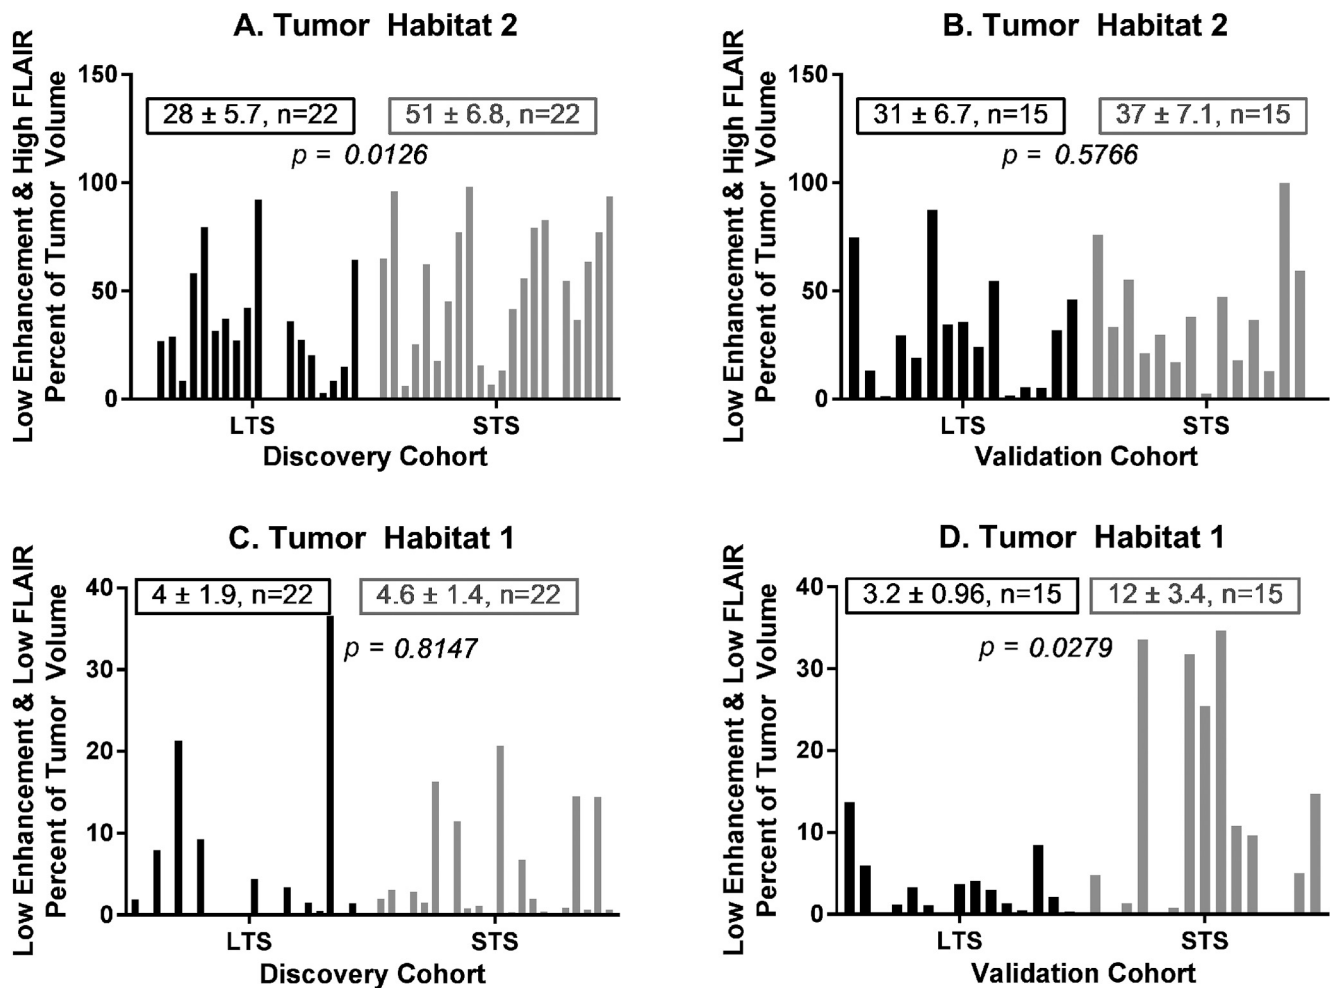 A. Tumor Habitat 2
Low Enhancement & High FLAIR
Percent of Tumor Volume
150
100
50
0
28 ± 5.7, n=22
51 ± 6.8, n=22
p = 0.0126
LTS
STS
Discovery Cohort
B. Tumor Habitat 2
Low Enhancement & High FLAIR
Percent of Tumor Volume
150
100
50
0
31 ± 6.7, n=15
37 ± 7.1, n=15
p = 0.5766
LTS
STS
Validation Cohort
C. Tumor Habitat 1
Low Enhancement & Low FLAIR
Percent of Tumor Volume
40
30
20
10
0
4 ± 1.9, n=22
4.6 ± 1.4, n=22
p = 0.8147
LTS
STS
Discovery Cohort
D. Tumor Habitat 1
Low Enhancement & Low FLAIR
Percent of Tumor Volume
40
30
20
10
0
3.2 ± 0.96, n=15
12 ± 3.4, n=15
p = 0.0279
LTS
STS
Validation Cohort